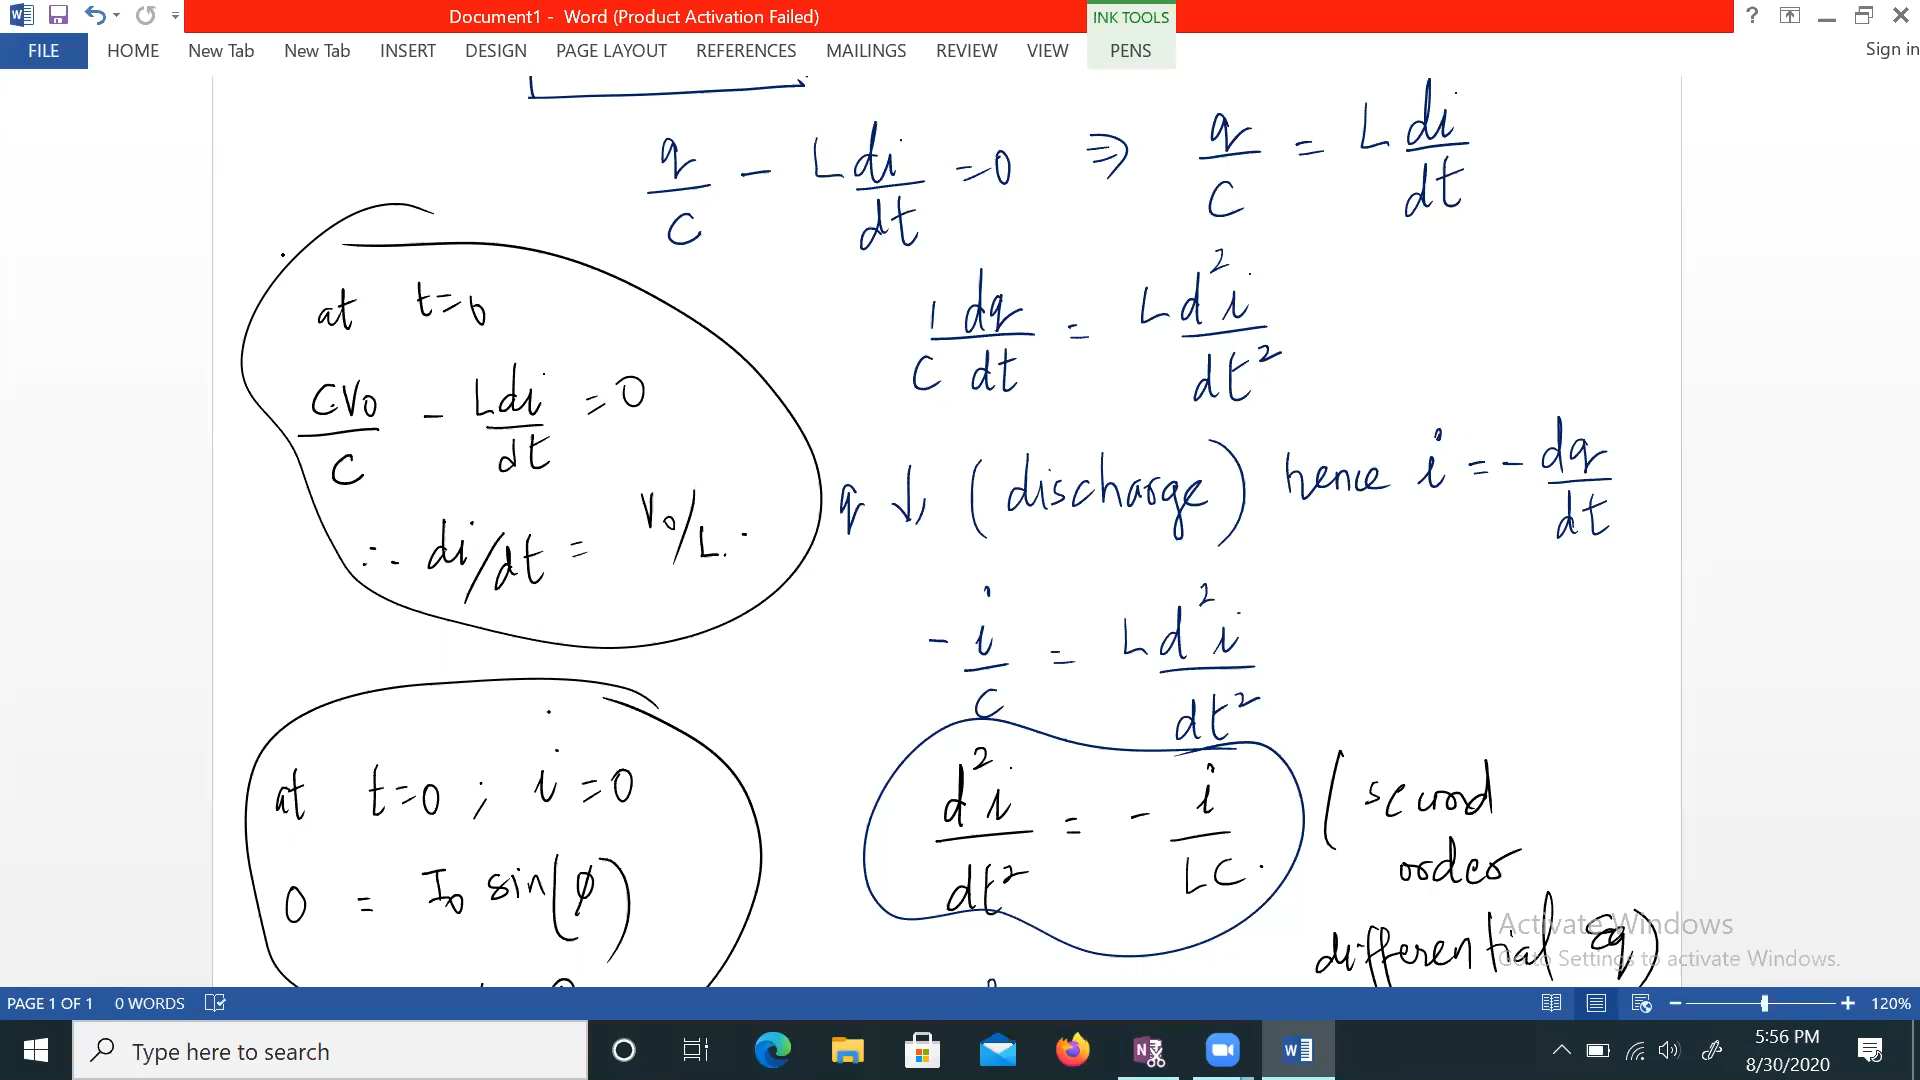 Document1 - Word (Product Activation Failed)
INK TOOLS
?
FILE HOME New Tab New Tab INSERT DESIGN PAGE LAYOUT REFERENCES MAILINGS REVIEW VIEW PENS
Sign in
q/C - L di/dt = 0 ⇒ q/C = L di/dt
1/C dq/dt = L d²i/dt²
q ↓ (discharge) hence i = - dq/dt
- i/C = L d²i/dt²
d²i/dt² = - i/LC .
(second
order
differential eq)
at t=0
CV0/C - L di/dt = 0
∴ di/dt = V0/L .
at t=0 ; i=0
0 = I0 sin(ϕ)
Activate Windows
Go to Settings to activate Windows.
PAGE 1 OF 1 0 WORDS
120%
Type here to search
5:56 PM
8/30/2020